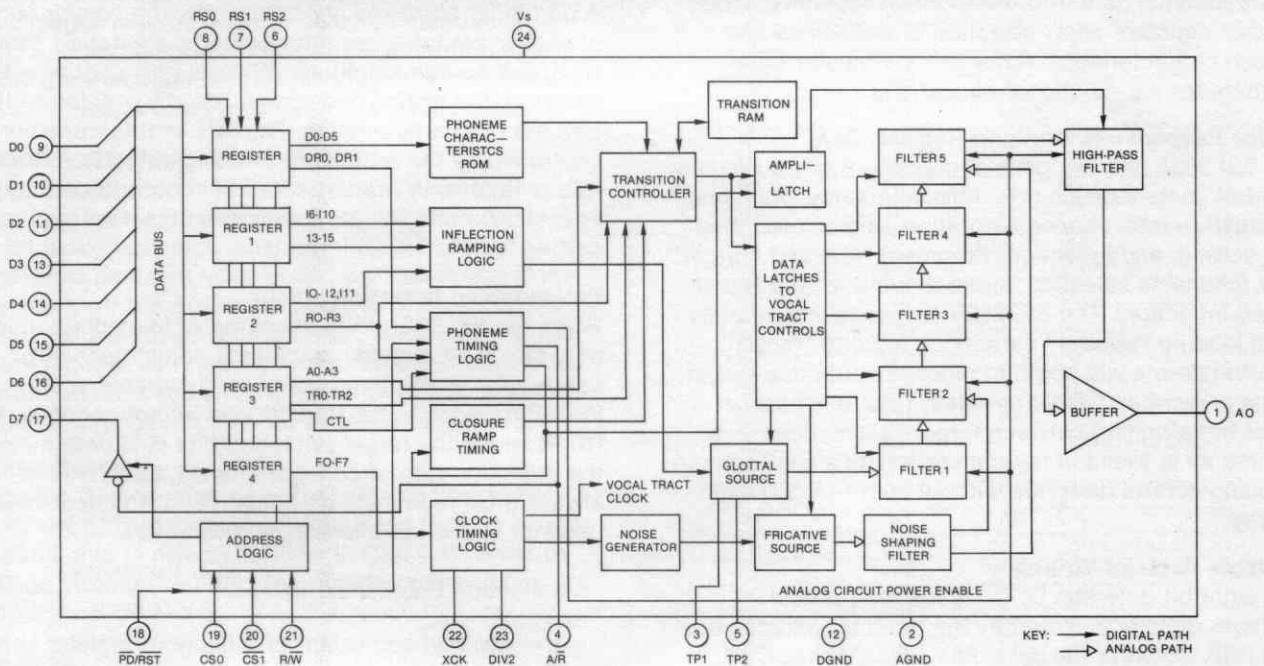 RS0 RS1 RS2 Vs
8 7 6 24
D0 9
D1 10
D2 11
D3 13
D4 14
D5 15
D6 16
D7 17
DATA BUS
REGISTER
REGISTER
1
REGISTER
2
REGISTER
3
REGISTER
4
ADDRESS
LOGIC
D0-D5
DR0, DR1
I6-I10
13-15
IO- I2,I11
RO-R3
A0-A3
TR0-TR2
CTL
FO-F7
PHONEME
CHARAC-
TERISTCS
ROM
INFLECTION
RAMPING
LOGIC
PHONEME
TIMING
LOGIC
CLOSURE
RAMP
TIMING
CLOCK
TIMING
LOGIC
TRANSITION
RAM
TRANSITION
CONTROLLER
AMPLI-
LATCH
DATA
LATCHES
TO
VOCAL
TRACT
CONTROLS
VOCAL TRACT
CLOCK
GLOTTAL
SOURCE
NOISE
GENERATOR
FRICATIVE
SOURCE
NOISE
SHAPING
FILTER
FILTER 5
FILTER 4
FILTER 3
FILTER 2
FILTER 1
HIGH-PASS
FILTER
BUFFER
1 AO
ANALOG CIRCUIT POWER ENABLE
18 19 20 21 22 23 4 3 5 12 2
PD/RST CS0 CS1 R/W XCK DIV2 A/R TP1 TP2 DGND AGND
KEY: DIGITAL PATH
ANALOG PATH